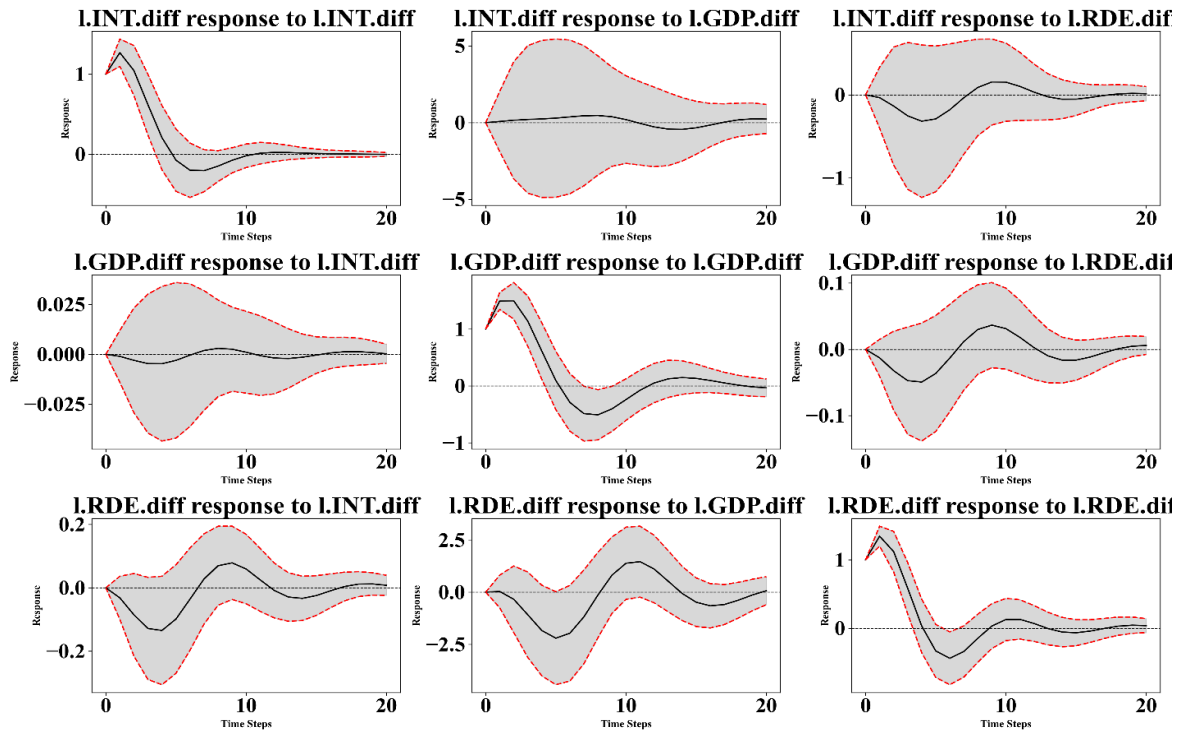 l.INT.diff response to l.INT.diff
1
0
Response
0
10
20
Time Steps
l.INT.diff response to l.GDP.diff
5
0
−5
Response
0
10
20
Time Steps
l.INT.diff response to l.RDE.dif
0
−1
Response
0
10
20
Time Steps
l.GDP.diff response to l.INT.diff
0.025
0.000
−0.025
Response
0
10
20
Time Steps
l.GDP.diff response to l.GDP.diff
1
0
−1
Response
0
10
20
Time Steps
l.GDP.diff response to l.RDE.dif
0.1
0.0
−0.1
Response
0
10
20
Time Steps
l.RDE.diff response to l.INT.diff
0.2
0.0
−0.2
Response
0
10
20
Time Steps
l.RDE.diff response to l.GDP.diff
2.5
0.0
−2.5
Response
0
10
20
Time Steps
l.RDE.diff response to l.RDE.dif
1
0
Response
0
10
20
Time Steps